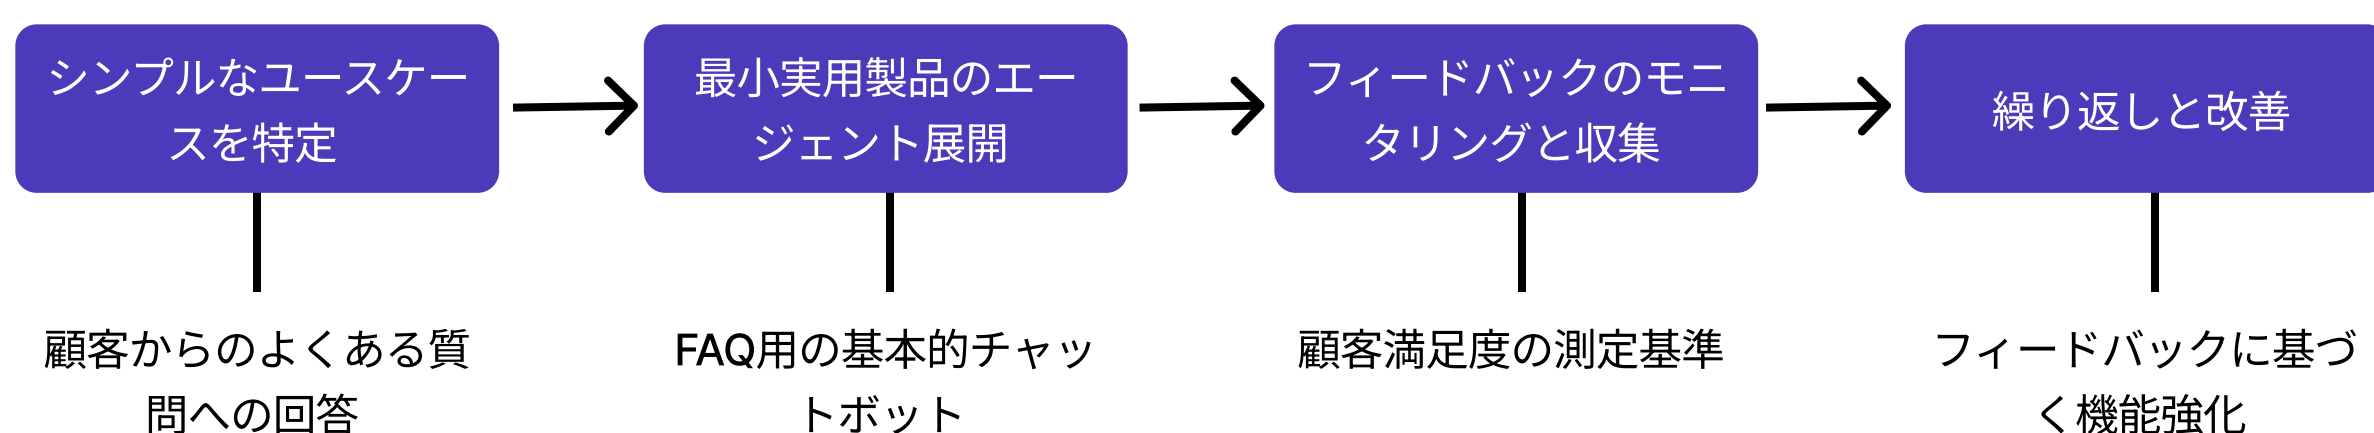 シンプルなユースケー
スを特定
最小実用製品のエー
ジェント展開
フィードバックのモニ
タリングと収集
繰り返しと改善
顧客からのよくある質
問への回答
FAQ用の基本的チャッ
トボット
顧客満足度の測定基準
フィードバックに基づ
く機能強化